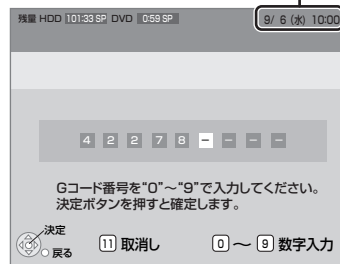 残量 HDD 101:33 SP DVD 0:59 SP 9/ 6 (水) 10:00
4 2 2 7 8 - - - -
Gコード番号を“0”～“9”で入力してください。
決定ボタンを押すと確定します。
決定
戻る 11 取消し 0 ～ 9 数字入力